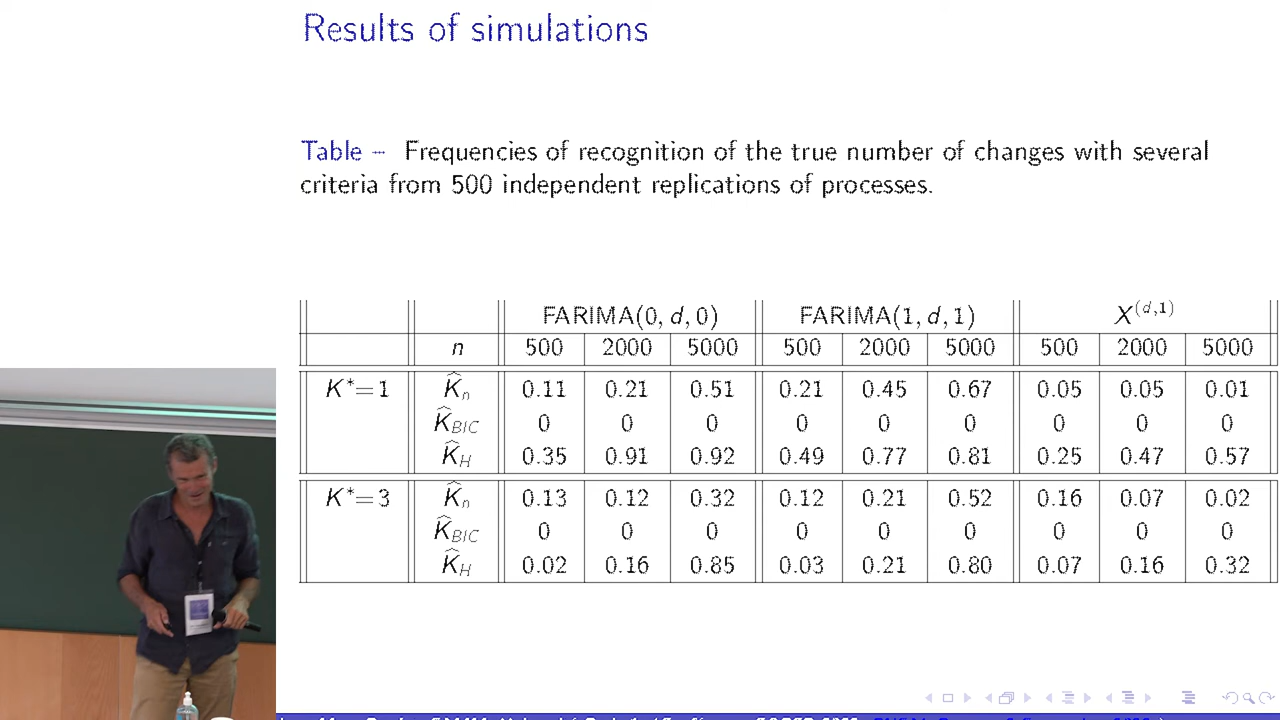 Results of simulations
Table – Frequencies of recognition of the true number of changes with several
criteria from 500 independent replications of processes.
FARIMA(0, d, 0) FARIMA(1, d, 1) X^(d,1)
n 500 2000 5000 500 2000 5000 500 2000 5000
K*=1 K̂_n 0.11 0.21 0.51 0.21 0.45 0.67 0.05 0.05 0.01
K̂_BIC 0 0 0 0 0 0 0 0 0
K̂_H 0.35 0.91 0.92 0.49 0.77 0.81 0.25 0.47 0.57
K*=3 K̂_n 0.13 0.12 0.32 0.12 0.21 0.52 0.16 0.07 0.02
K̂_BIC 0 0 0 0 0 0 0 0 0
K̂_H 0.02 0.16 0.85 0.03 0.21 0.80 0.07 0.16 0.32